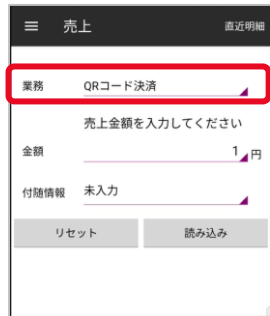 売上 直近明細
業務 QRコード決済
売上金額を入力してください
金額 1 円
付随情報 未入力
リセット 読み込み